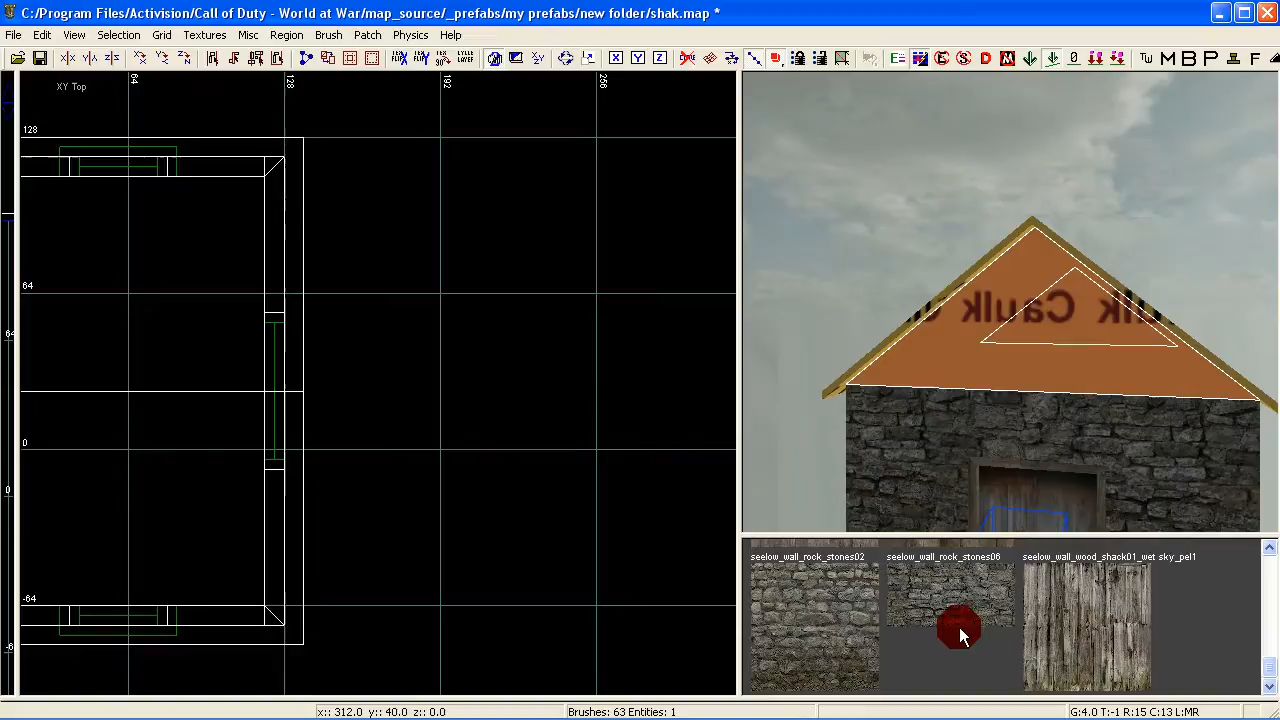 C:/Program Files/Activision/Call of Duty - World at War/map_source/_prefabs/my prefabs/new folder/shak.map *
File Edit View Selection Grid Textures Misc Region Brush Patch Physics Help
XY Top
64 128 192 256
128
64
0
-64
64
0
Caulk
seelow_wall_rock_stones02 seelow_wall_rock_stones06 seelow_wall_wood_shack01_wet sky_pel1
x:: 312.0 y:: 40.0 z:: 0.0 Brushes: 63 Entities: 1 G:4.0 T:-1 R:15 C:13 L:MR